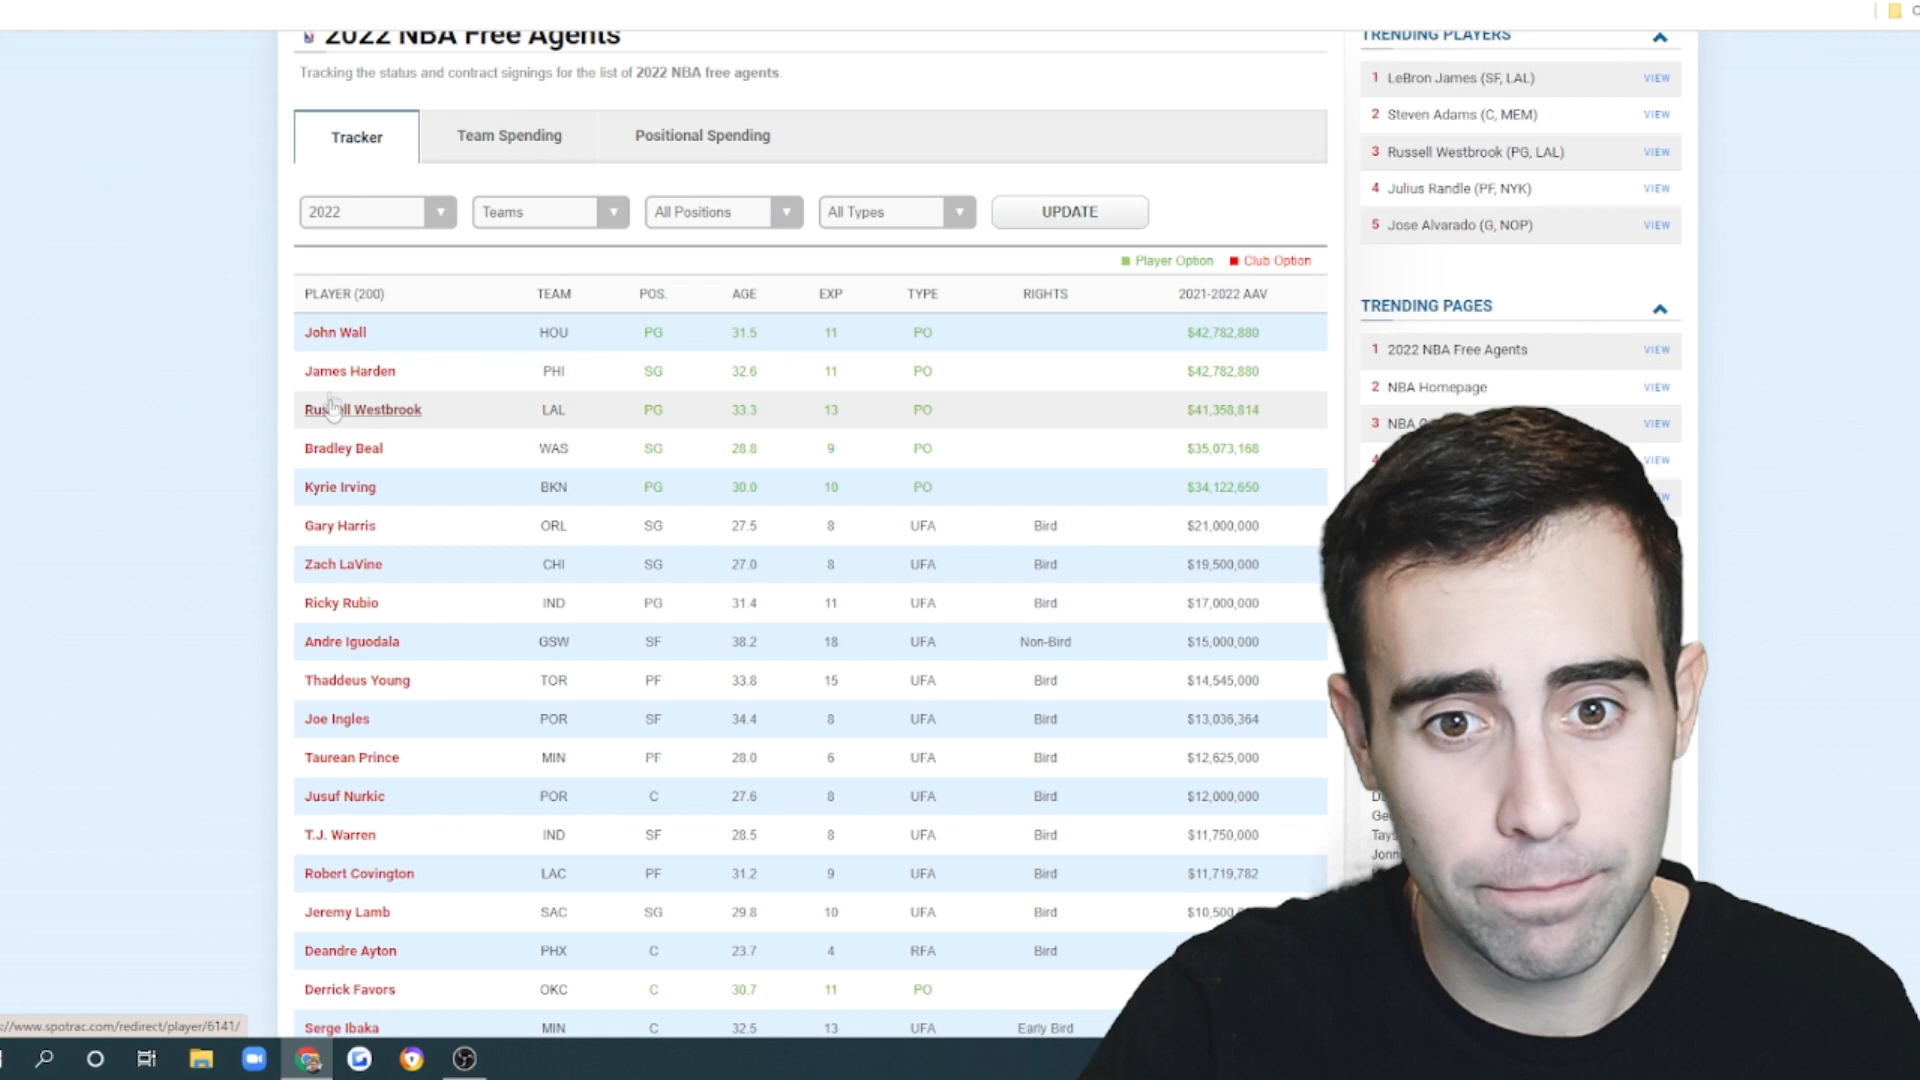 2022 NBA Free Agents
Tracking the status and contract signings for the list of 2022 NBA free agents.
Tracker Team Spending Positional Spending
2022 Teams All Positions All Types UPDATE
Player Option Club Option
PLAYER (200) TEAM POS. AGE EXP TYPE RIGHTS 2021-2022 AAV
John Wall HOU PG 31.5 11 PO $42,782,880
James Harden PHI SG 32.6 11 PO $42,782,880
Russell Westbrook LAL PG 33.3 13 PO $41,358,814
Bradley Beal WAS SG 28.8 9 PO $35,073,168
Kyrie Irving BKN PG 30.0 10 PO $34,122,650
Gary Harris ORL SG 27.5 8 UFA Bird $21,000,000
Zach LaVine CHI SG 27.0 8 UFA Bird $19,500,000
Ricky Rubio IND PG 31.4 11 UFA Bird $17,000,000
Andre Iguodala GSW SF 38.2 18 UFA Non-Bird $15,000,000
Thaddeus Young TOR PF 33.8 15 UFA Bird $14,545,000
Joe Ingles POR SF 34.4 8 UFA Bird $13,036,364
Taurean Prince MIN PF 28.0 6 UFA Bird $12,625,000
Jusuf Nurkic POR C 27.6 8 UFA Bird $12,000,000
T.J. Warren IND SF 28.5 8 UFA Bird $11,750,000
Robert Covington LAC PF 31.2 9 UFA Bird $11,719,782
Jeremy Lamb SAC SG 29.8 10 UFA Bird $10,500
Deandre Ayton PHX C 23.7 4 RFA Bird
Derrick Favors OKC C 30.7 11 PO
Serge Ibaka MIN C 32.5 13 UFA Early Bird
TRENDING PLAYERS
1 LeBron James (SF, LAL) VIEW
2 Steven Adams (C, MEM) VIEW
3 Russell Westbrook (PG, LAL) VIEW
4 Julius Randle (PF, NYK) VIEW
5 Jose Alvarado (G, NOP) VIEW
TRENDING PAGES
1 2022 NBA Free Agents VIEW
2 NBA Homepage VIEW
3 NBA VIEW
4 VIEW
://www.spotrac.com/redirect/player/6141/